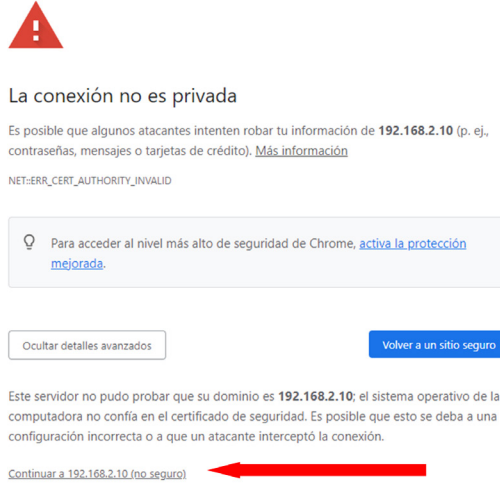 La conexión no es privada
Es posible que algunos atacantes intenten robar tu información de 192.168.2.10 (p. ej.,
contraseñas, mensajes o tarjetas de crédito). Más información
NET::ERR_CERT_AUTHORITY_INVALID
Para acceder al nivel más alto de seguridad de Chrome, activa la protección
mejorada.
Ocultar detalles avanzados
Volver a un sitio seguro
Este servidor no pudo probar que su dominio es 192.168.2.10; el sistema operativo de la
computadora no confía en el certificado de seguridad. Es posible que esto se deba a una
configuración incorrecta o a que un atacante interceptó la conexión.
Continuar a 192.168.2.10 (no seguro)